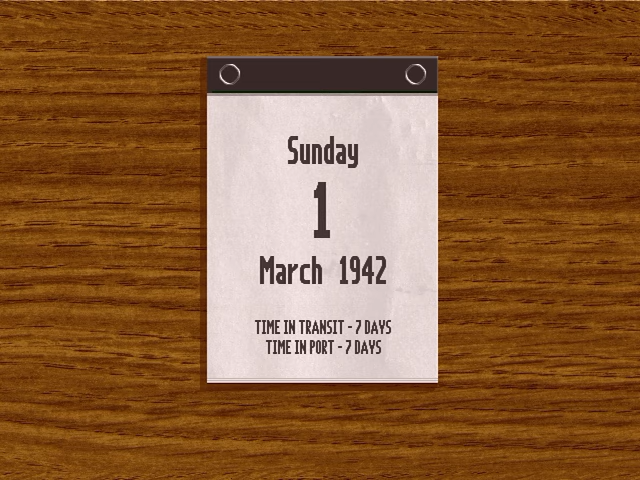 Sunday
1
March 1942
TIME IN TRANSIT - 7 DAYS
TIME IN PORT - 7 DAYS